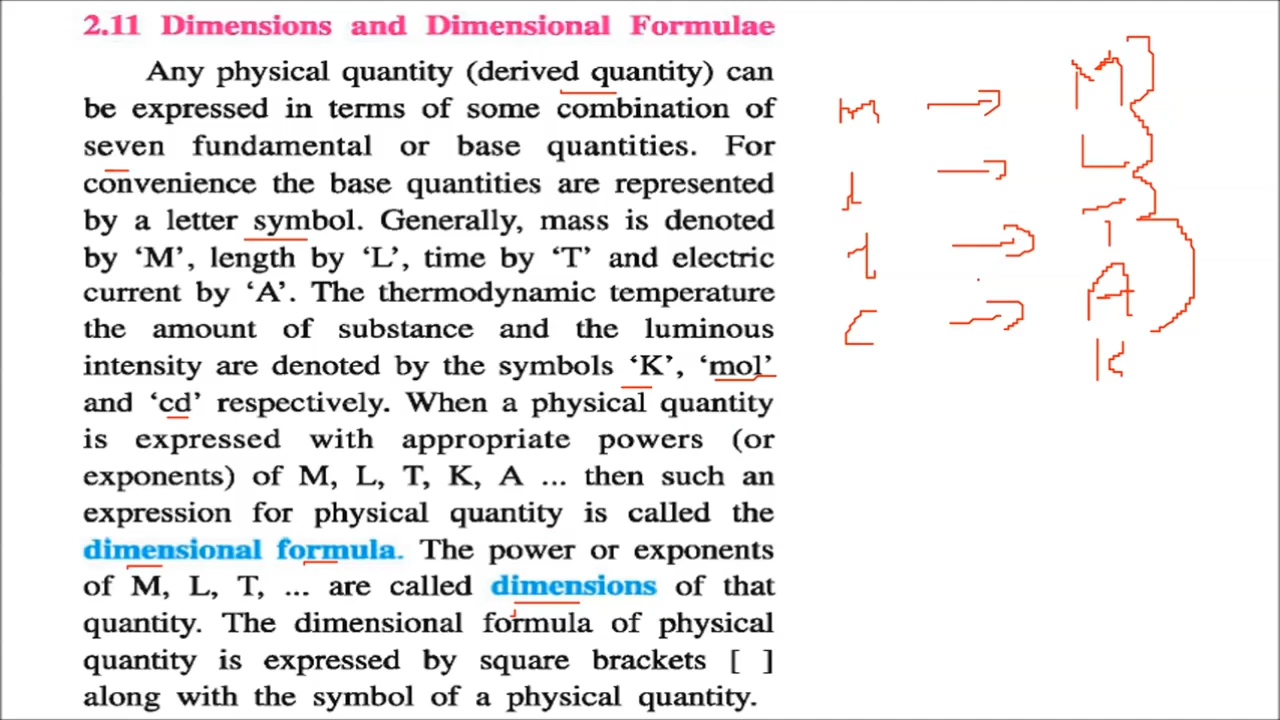 2.11 Dimensions and Dimensional Formulae
Any physical quantity (derived quantity) can
be expressed in terms of some combination of
seven fundamental or base quantities. For
convenience the base quantities are represented
by a letter symbol. Generally, mass is denoted
by ‘M’, length by ‘L’, time by ‘T’ and electric
current by ‘A’. The thermodynamic temperature
the amount of substance and the luminous
intensity are denoted by the symbols ‘K’, ‘mol’
and ‘cd’ respectively. When a physical quantity
is expressed with appropriate powers (or
exponents) of M, L, T, K, A ... then such an
expression for physical quantity is called the
dimensional formula. The power or exponents
of M, L, T, ... are called dimensions of that
quantity. The dimensional formula of physical
quantity is expressed by square brackets [ ]
along with the symbol of a physical quantity.
m → M
L → L
t → T
c → A
K